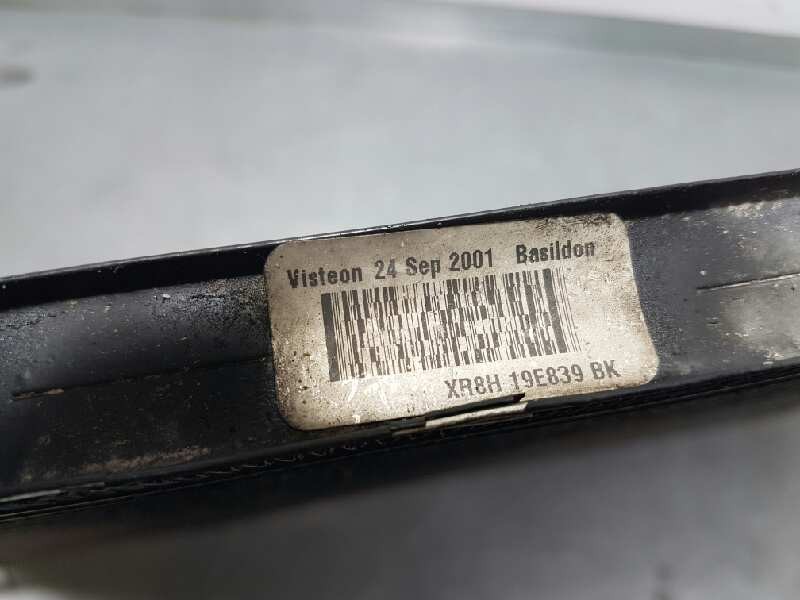 Visteon 24 Sep 2001 Basildon
XR8H 19E839 BK